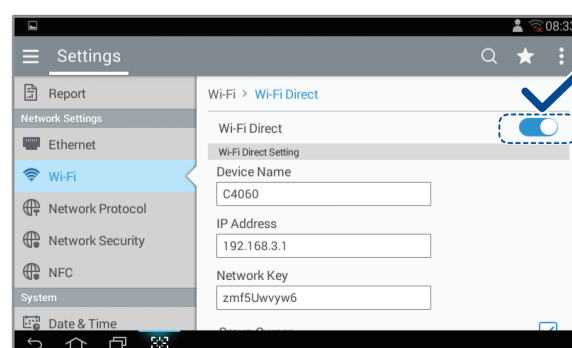 08:33
Settings
Report
Wi-Fi > Wi-Fi Direct
Network Settings
Wi-Fi Direct
Ethernet
Wi-Fi Direct Setting
Wi-Fi
Device Name
C4060
Network Protocol
IP Address
Network Security
192.168.3.1
NFC
Network Key
System
zmf5Uwvyw6
Date & Time